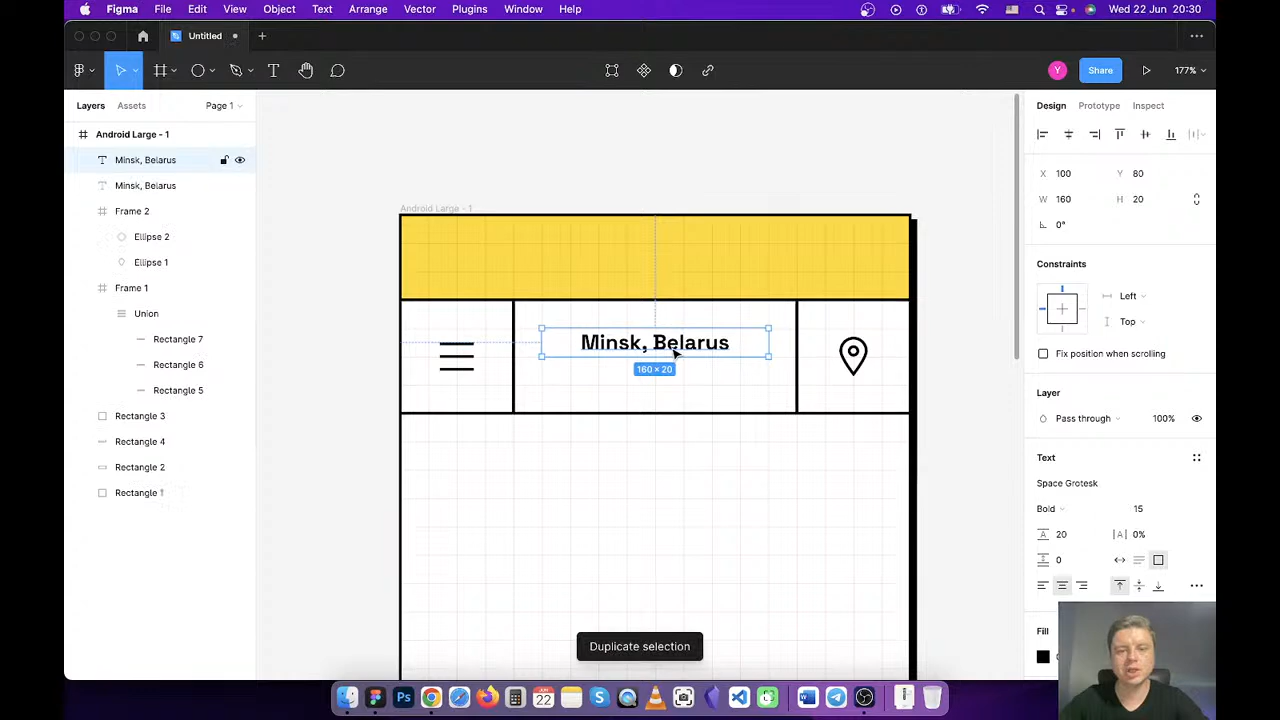 Figma File Edit View Object Text Arrange Vector Plugins Window Help Wed 22 Jun 20:30
Untitled
Y Share 177%
Layers Assets Page 1
Design Prototype Inspect
Android Large - 1
Minsk, Belarus
Minsk, Belarus
Frame 2
Ellipse 2
Ellipse 1
Frame 1
Union
Rectangle 7
Rectangle 6
Rectangle 5
Rectangle 3
Rectangle 4
Rectangle 2
Rectangle 1
Android Large - 1
Minsk, Belarus
160 × 20
Duplicate selection
X 100 Y 80
W 160 H 20
0°
Constraints
Left
Top
Fix position when scrolling
Layer
Pass through 100%
Text
Space Grotesk
Bold 15
A 20 |A| 0%
0
Fill
22